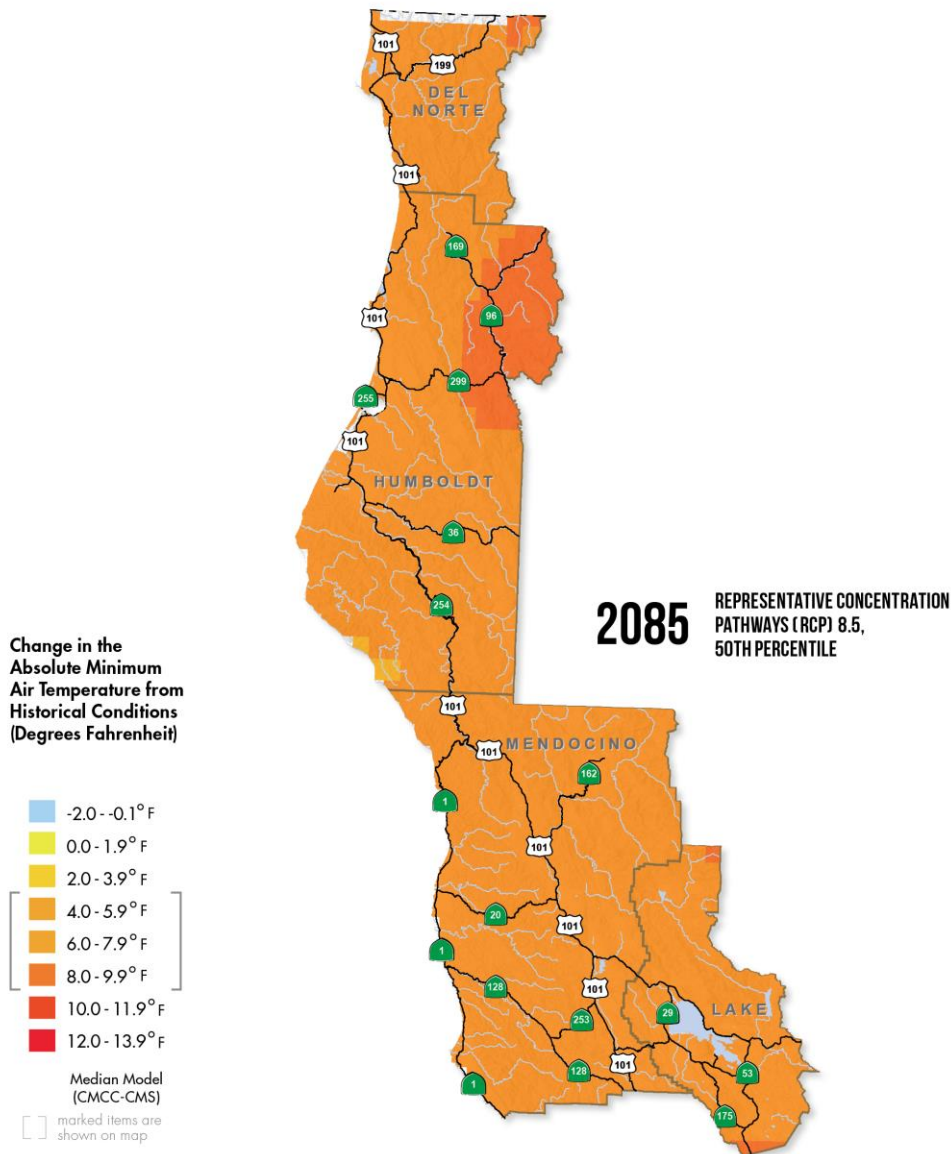 101
199
DEL
NORTE
101
169
101
96
299
255
101
HUMBOLDT
36
254
2085
REPRESENTATIVE CONCENTRATION
PATHWAYS (RCP) 8.5,
50TH PERCENTILE
Change in the
Absolute Minimum
Air Temperature from
Historical Conditions
(Degrees Fahrenheit)
101
101
MENDOCINO
162
1
-2.0 - -0.1° F
0.0 - 1.9° F
2.0 - 3.9° F
4.0 - 5.9° F
6.0 - 7.9° F
8.0 - 9.9° F
10.0 - 11.9° F
12.0 - 13.9° F
Median Model
(CMCC-CMS)
[ ] marked items are
shown on map
101
20
101
1
128
101
29
LAKE
253
128
101
53
1
175